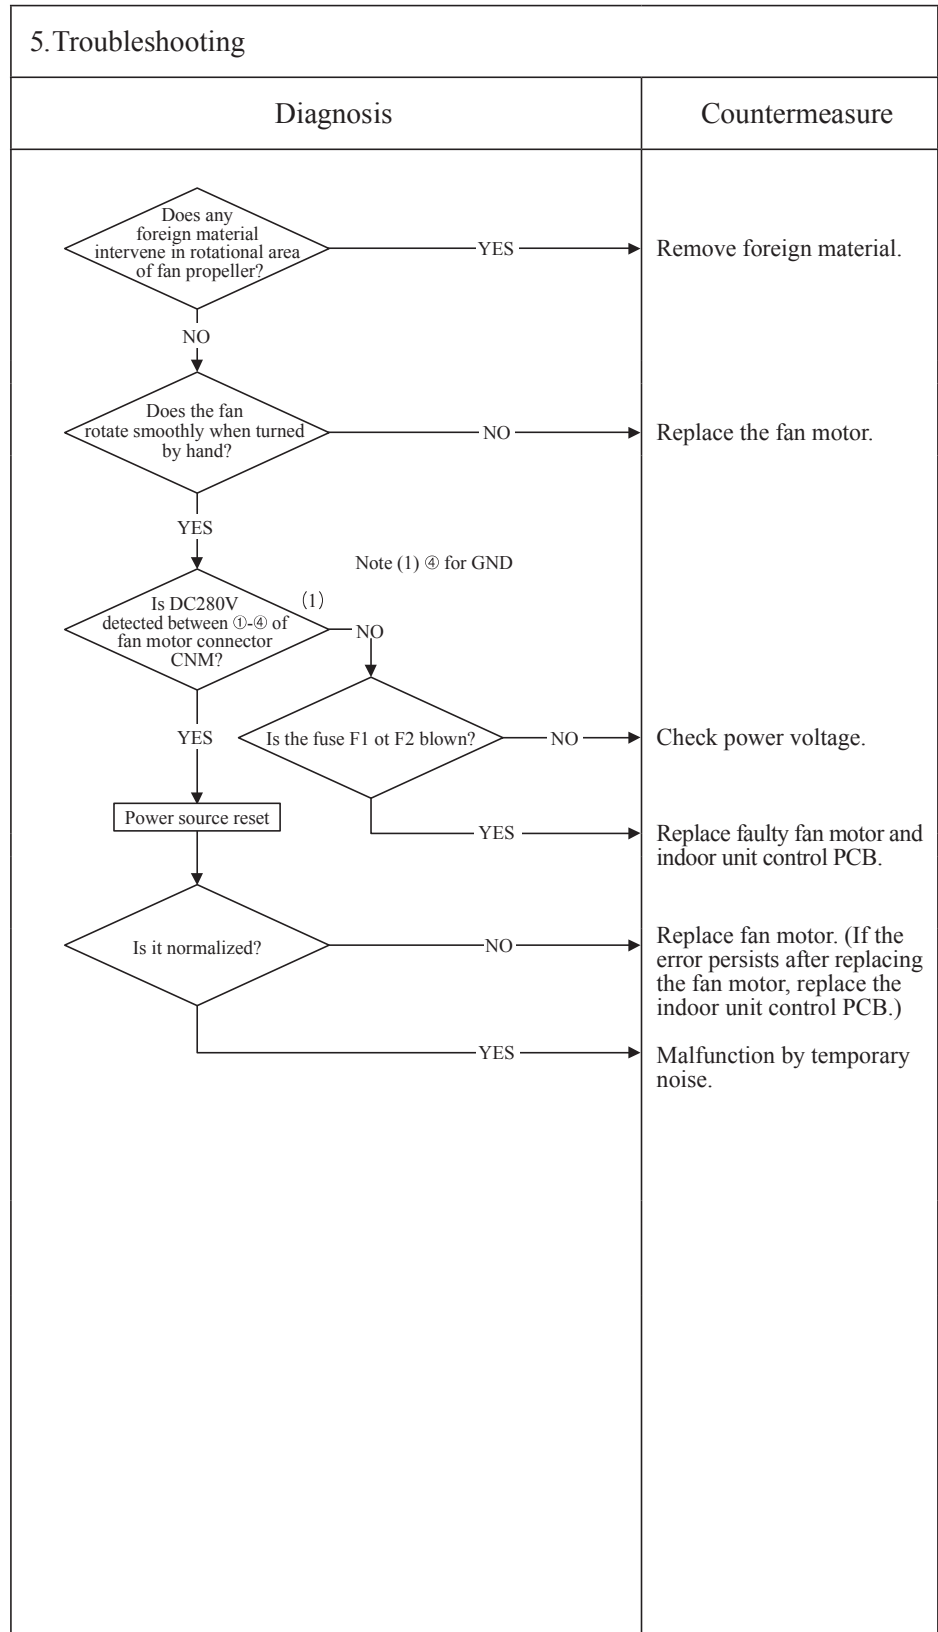 5.Troubleshooting
Diagnosis
Countermeasure
Does any
foreign material
intervene in rotational area
of fan propeller?
YES
Remove foreign material.
NO
Does the fan
rotate smoothly when turned
by hand?
NO
Replace the fan motor.
YES
Note (1) ④ for GND
Is DC280V
detected between ①-④ of
fan motor connector
CNM?
(1)
NO
YES
Is the fuse F1 ot F2 blown?
NO
Check power voltage.
Power source reset
YES
Replace faulty fan motor and
indoor unit control PCB.
Is it normalized?
NO
Replace fan motor. (If the
error persists after replacing
the fan motor, replace the
indoor unit control PCB.)
YES
Malfunction by temporary
noise.